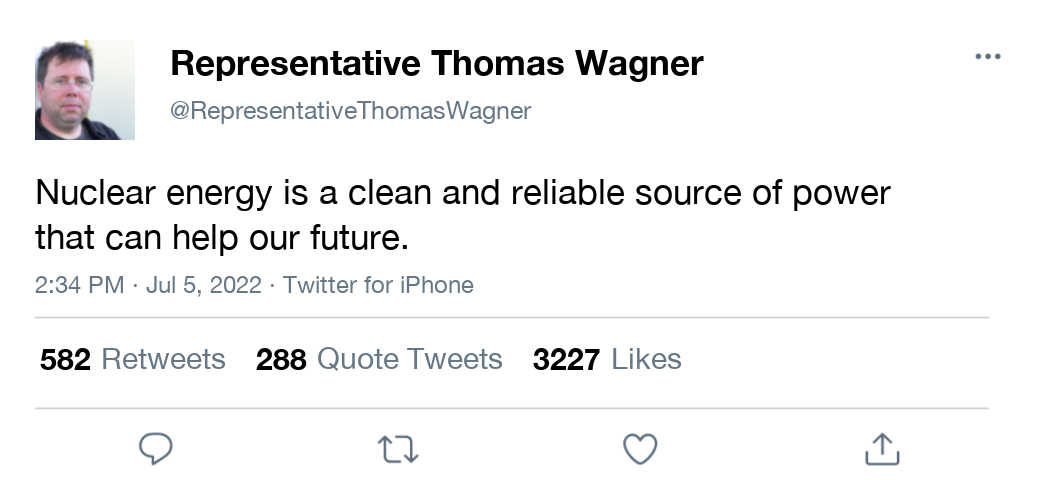 Representative Thomas Wagner
@RepresentativeThomasWagner
Nuclear energy is a clean and reliable source of power
that can help our future.
2:34 PM · Jul 5, 2022 · Twitter for iPhone
582 Retweets 288 Quote Tweets 3227 Likes